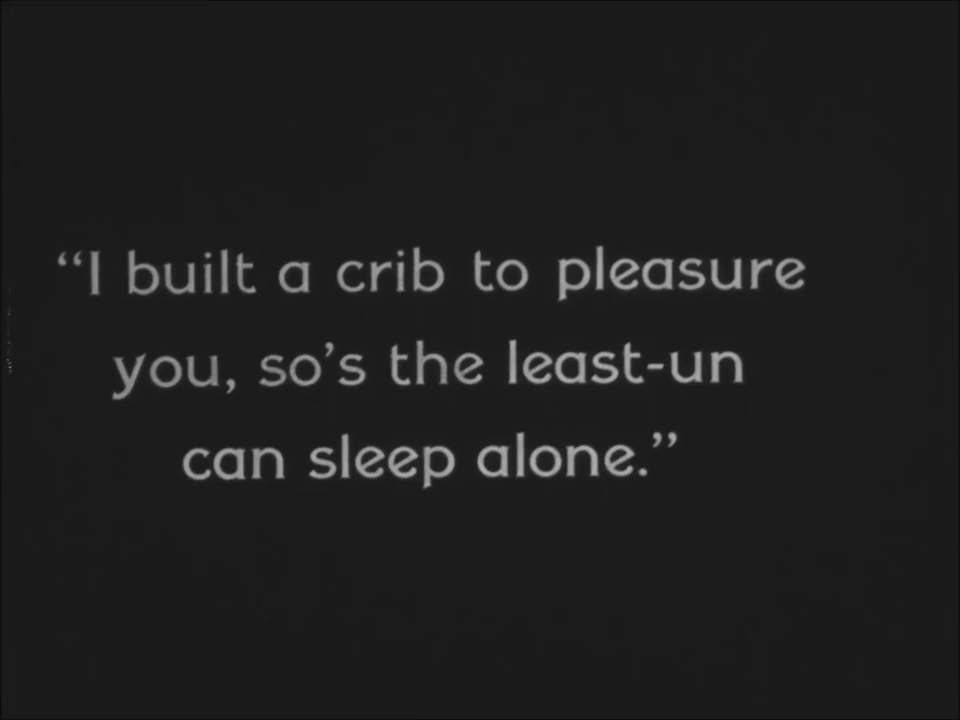 “I built a crib to pleasure
you, so’s the least-un
can sleep alone.”